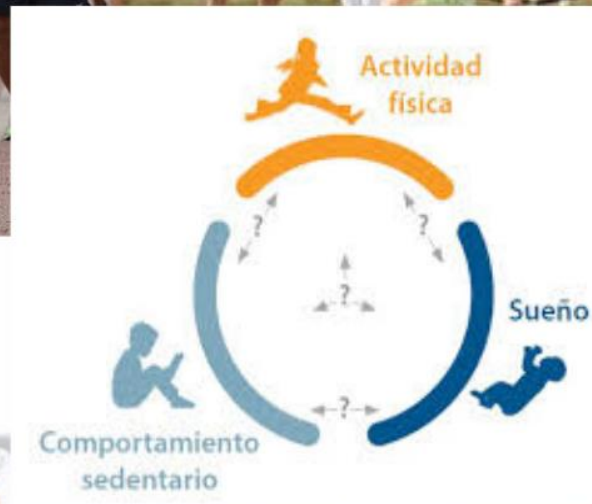 Actividad
física
?
?
?
Sueño
?
Comportamiento
sedentario